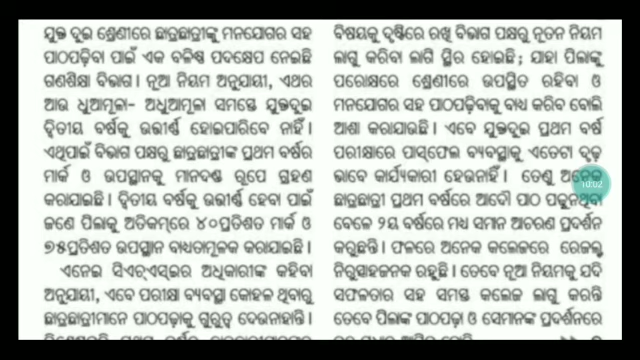 ଯୁକ୍ତ ଦୁଇ ଶ୍ରେଣୀରେ ଛାତ୍ରଛାତ୍ରୀଙ୍କୁ ମନଯୋଗର ସହ
ପାଠପଢ଼ିବା ପାଇଁ ଏକ ବଳିଷ୍ଠ ପଦକ୍ଷେପ ନେଇଛି
ଗଣଶିକ୍ଷା ବିଭାଗ। ନୂଆ ନିୟମ ଅନୁଯାୟୀ, ଏଥର
ଆଉ ଧୂଆମୂଳା- ଅଧୂଆମୂଳା ସମସ୍ତେ ଯୁକ୍ତଦୁଇ
ଦ୍ୱିତୀୟ ବର୍ଷକୁ ଉତ୍ତୀର୍ଣ୍ଣ ହୋଇପାରିବେ ନାହିଁ।
ଏଥିପାଇଁ ବିଭାଗ ପକ୍ଷରୁ ଛାତ୍ରଛାତ୍ରୀଙ୍କ ପ୍ରଥମ ବର୍ଷର
ମାର୍କ ଓ ଉପସ୍ଥାନକୁ ମାନଦଣ୍ଡ ରୂପେ ଗ୍ରହଣ
କରାଯାଇଛି। ଦ୍ୱିତୀୟ ବର୍ଷକୁ ଉତ୍ତୀର୍ଣ୍ଣ ହେବା ପାଇଁ
ଜଣେ ପିଲାକୁ ଅତିକମ୍‌ରେ ୪୦ପ୍ରତିଶତ ମାର୍କ ଓ
୭୫ପ୍ରତିଶତ ଉପସ୍ଥାନ ବାଧ୍ୟତାମୂଳକ କରାଯାଇଛି।
ଏନେଇ ସିଏଚ୍‌ଏସ୍‌ଇର ଅଧିକାରୀଙ୍କ କହିବା
ଅନୁଯାୟୀ, ଏବେ ପରୀକ୍ଷା ବ୍ୟବସ୍ଥା କୋହଳ ଥିବାରୁ
ଛାତ୍ରଛାତ୍ରୀମାନେ ପାଠପଢ଼ାକୁ ଗୁରୁତ୍ୱ ଦେଉନାହାନ୍ତି।
ବିଷୟକୁ ଦୃଷ୍ଟିରେ ରଖି ବିଭାଗ ପକ୍ଷରୁ ନୂତନ ନିୟମ
ଲାଗୁ କରିବା ଲାଗି ସ୍ଥିର ହୋଇଛି; ଯାହା ପିଲାଙ୍କୁ
ପରୋକ୍ଷରେ ଶ୍ରେଣୀରେ ଉପସ୍ଥିତ ରହିବା ଓ
ମନଯୋଗର ସହ ପାଠପଢ଼ିବାକୁ ବାଧ୍ୟ କରିବ ବୋଲି
ଆଶା କରାଯାଉଛି। ଏବେ ଯୁକ୍ତଦୁଇ ପ୍ରଥମ ବର୍ଷ
ପରୀକ୍ଷାରେ ପାସ୍‌ଫେଲ ବ୍ୟବସ୍ଥାକୁ ଏତେଟା ଦୃଢ଼
ଭାବେ କାର୍ଯ୍ୟକାରୀ ହେଉନାହିଁ। ତେଣୁ ଅନେକ
10:02
ଛାତ୍ରଛାତ୍ରୀ ପ୍ରଥମ ବର୍ଷରେ ଆଦୌ ପାଠ ପଢୁନଥିବା
ବେଳେ ୨ୟ ବର୍ଷରେ ମଧ୍ୟ ସମାନ ଆଚରଣ ପ୍ରଦର୍ଶନ
କରୁଛନ୍ତି। ଫଳରେ ଅନେକ କଲେଜରେ ରେଜଲ୍ଟ
ନିରୁତ୍ସାହଜନକ ରହୁଛି। ତେବେ ନୂଆ ନିୟମକୁ ଯଦି
ସଫଳତାର ସହ ସମସ୍ତ କଲେଜ ଲାଗୁ କରନ୍ତି
ତେବେ ପିଲାଙ୍କ ପାଠପଢ଼ା ଓ ସେମାନଙ୍କ ପ୍ରଦର୍ଶନରେ